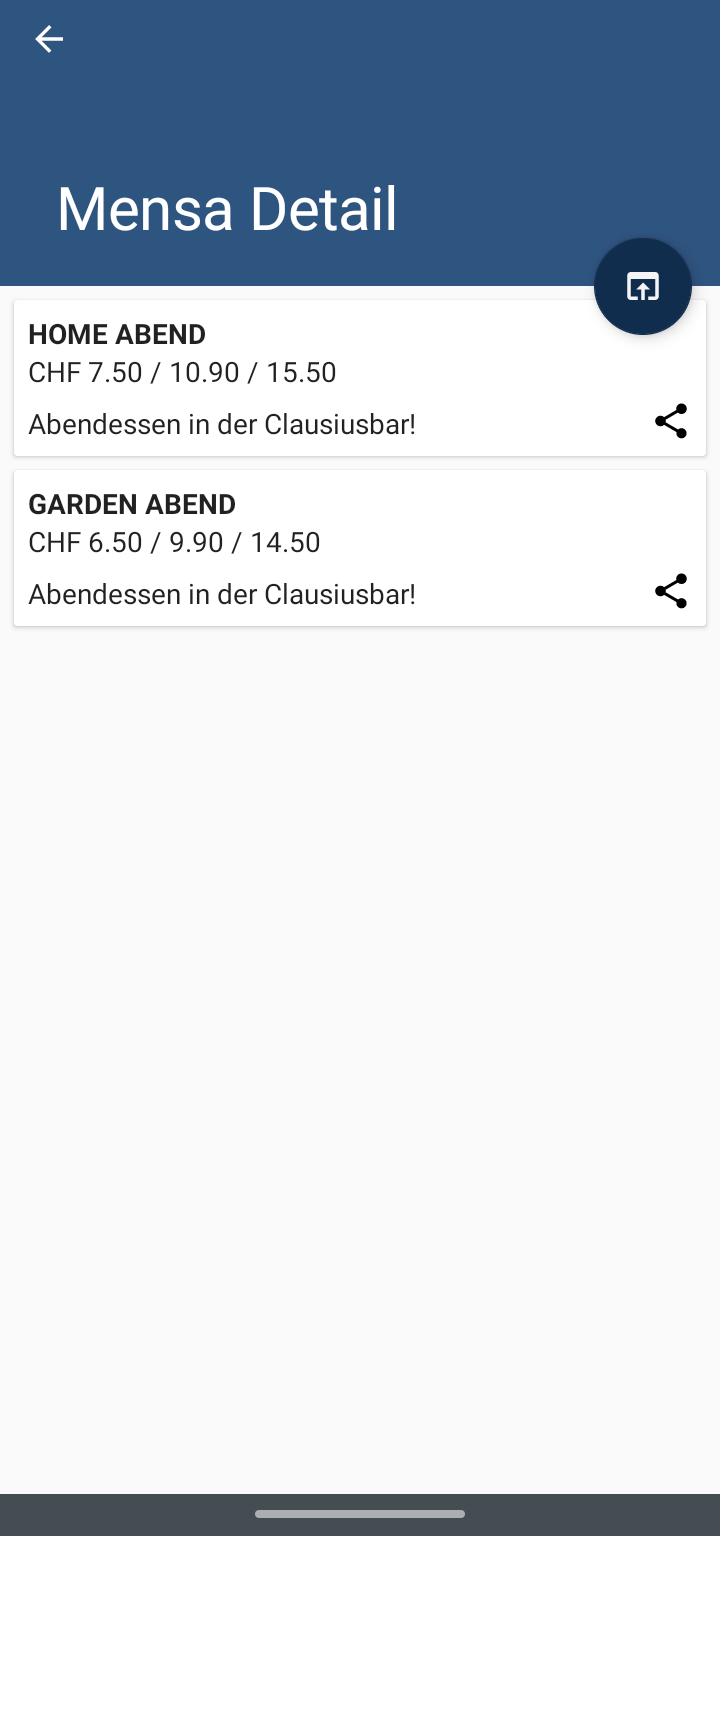 Mensa Detail
HOME ABEND
CHF 7.50 / 10.90 / 15.50
Abendessen in der Clausiusbar!
GARDEN ABEND
CHF 6.50 / 9.90 / 14.50
Abendessen in der Clausiusbar!